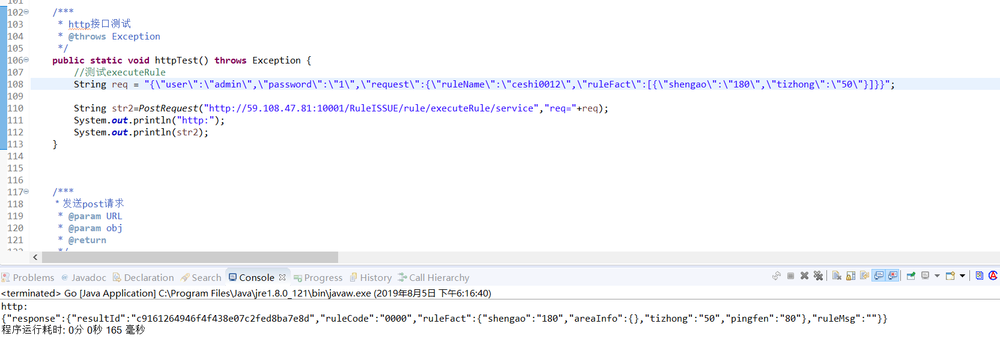 101
102 /***
103 * http接口测试
104 * @throws Exception
105 */
106 public static void httpTest() throws Exception {
107 //测试executeRule
108 String req = "{\"user\":\"admin\",\"password\":\"1\",\"request\":{\"ruleName\":\"ceshi0012\",\"ruleFact\":[{\"shengao\":\"180\",\"tizhong\":\"50\"}]}}";
109
110 String str2=PostRequest("http://59.108.47.81:10001/RuleISSUE/rule/executeRule/service","req="+req);
111 System.out.println("http:");
112 System.out.println(str2);
113 }
114
115
116
117 /***
118 * 发送post请求
119 * @param URL
120 * @param obj
121 * @return
122 */
Problems @ Javadoc Declaration Search Console Progress History Call Hierarchy
<terminated> Go [Java Application] C:\Program Files\Java\jre1.8.0_121\bin\javaw.exe (2019年8月5日 下午6:16:40)
http:
{"response":{"resultId":"c9161264946f4f438e07c2fed8ba7e8d","ruleCode":"0000","ruleFact":{"shengao":"180","areaInfo":{},"tizhong":"50","pingfen":"80"},"ruleMsg":""}}
程序运行耗时: 0分 0秒 165 毫秒